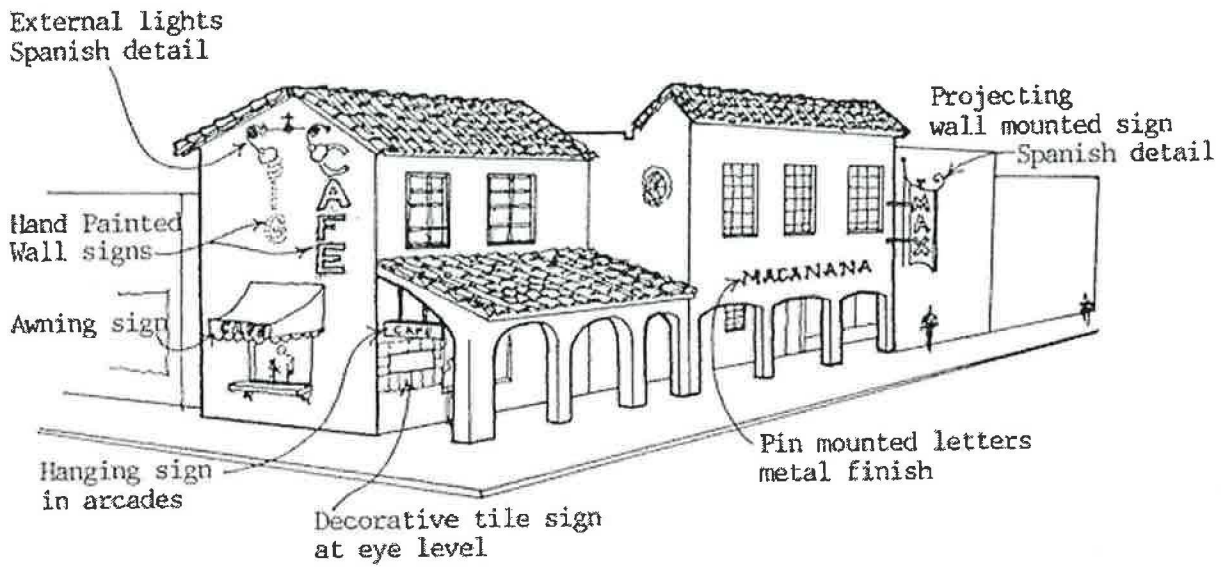 External lights
Spanish detail
Projecting
wall mounted sign
Spanish detail
CAFE
Hand Painted
Wall signs
MAX
MACANANA
Awning sign
CAFE
CAFE
Hanging sign
in arcades
Pin mounted letters
metal finish
Decorative tile sign
at eye level